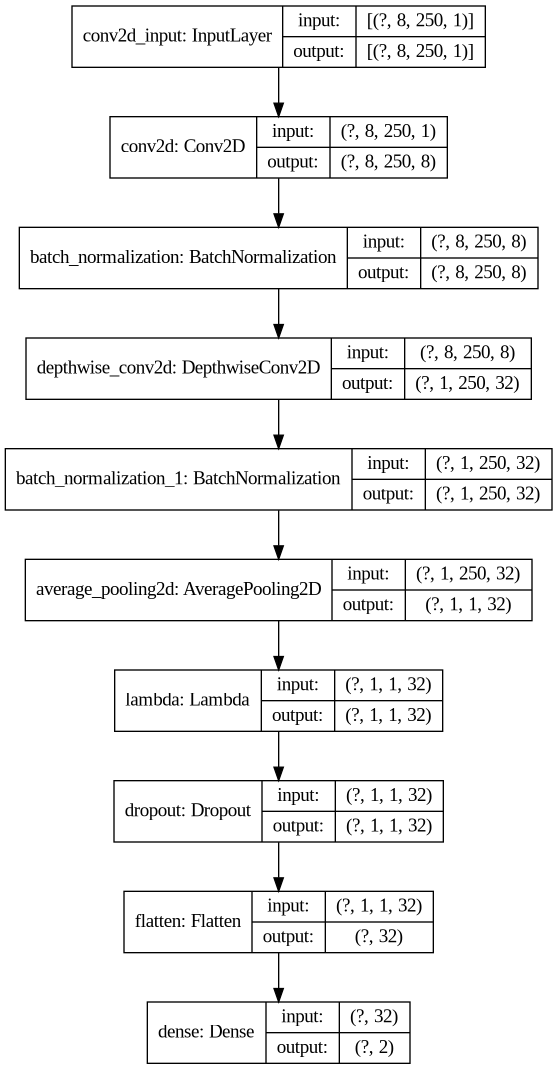 conv2d_input: InputLayer
input: [(?, 8, 250, 1)]
output: [(?, 8, 250, 1)]
conv2d: Conv2D
input: (?, 8, 250, 1)
output: (?, 8, 250, 8)
batch_normalization: BatchNormalization
input: (?, 8, 250, 8)
output: (?, 8, 250, 8)
depthwise_conv2d: DepthwiseConv2D
input: (?, 8, 250, 8)
output: (?, 1, 250, 32)
batch_normalization_1: BatchNormalization
input: (?, 1, 250, 32)
output: (?, 1, 250, 32)
average_pooling2d: AveragePooling2D
input: (?, 1, 250, 32)
output: (?, 1, 1, 32)
lambda: Lambda
input: (?, 1, 1, 32)
output: (?, 1, 1, 32)
dropout: Dropout
input: (?, 1, 1, 32)
output: (?, 1, 1, 32)
flatten: Flatten
input: (?, 1, 1, 32)
output: (?, 32)
dense: Dense
input: (?, 32)
output: (?, 2)